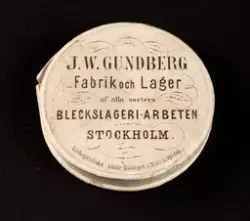 J. W. GUNDBERG
Fabrik och Lager
af alla sorters
BLECKSLAGERI-ARBETEN
STOCKHOLM.